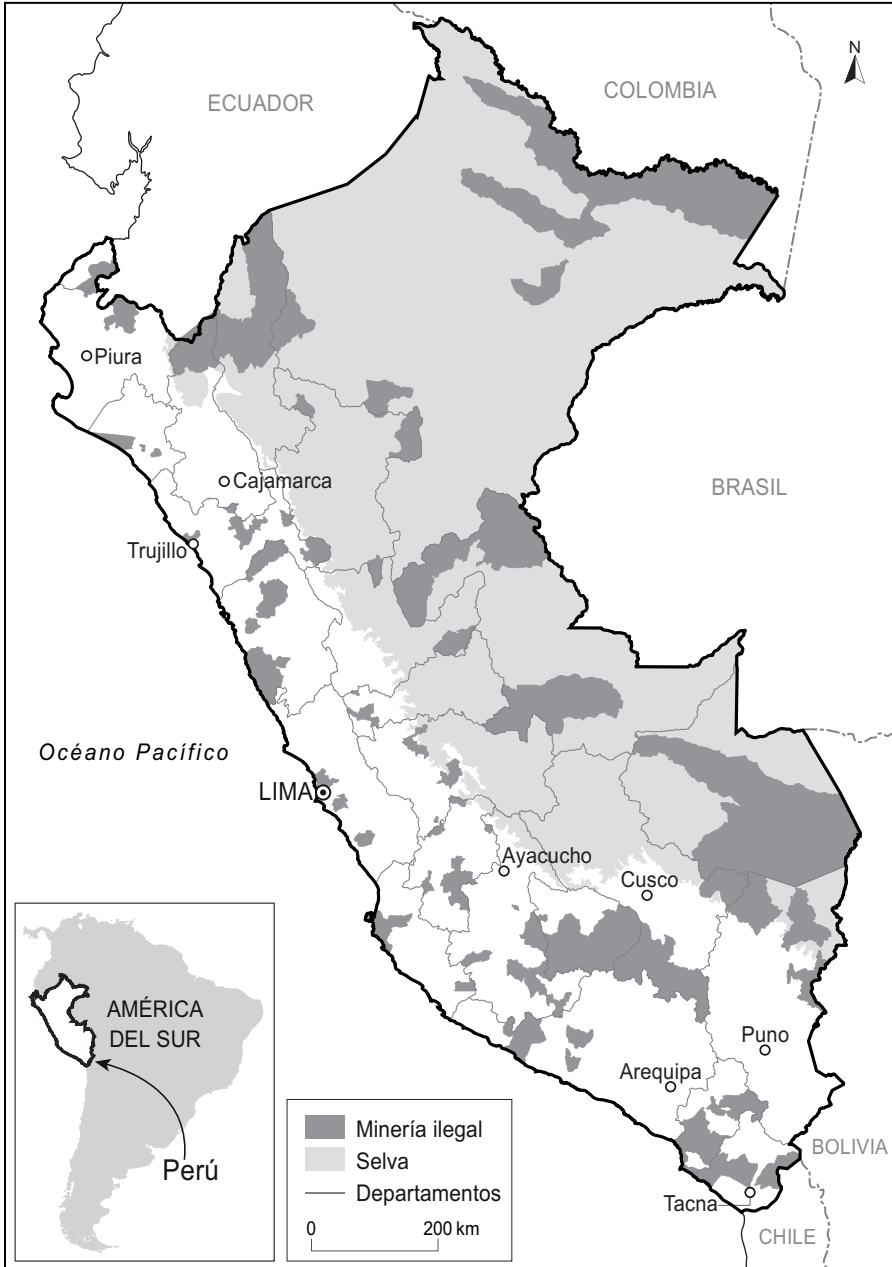 N
ECUADOR
COLOMBIA
Piura
Cajamarca
BRASIL
Trujillo
Océano Pacífico
LIMA
Ayacucho
Cusco
AMÉRICA
DEL SUR
Perú
Puno
Arequipa
Minería ilegal
Selva
Departamentos
0 200 km
BOLIVIA
Tacna
CHILE